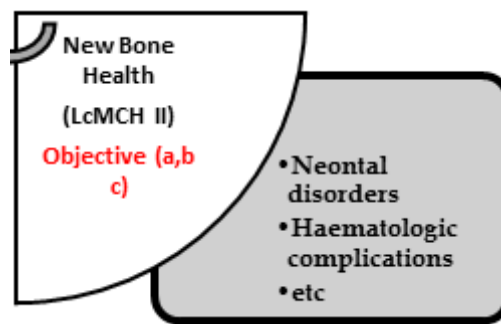 New Bone
Health
(LcMCH II)
Objective (a,b
c)
•Neontal
disorders
•Haematologic
complications
•etc